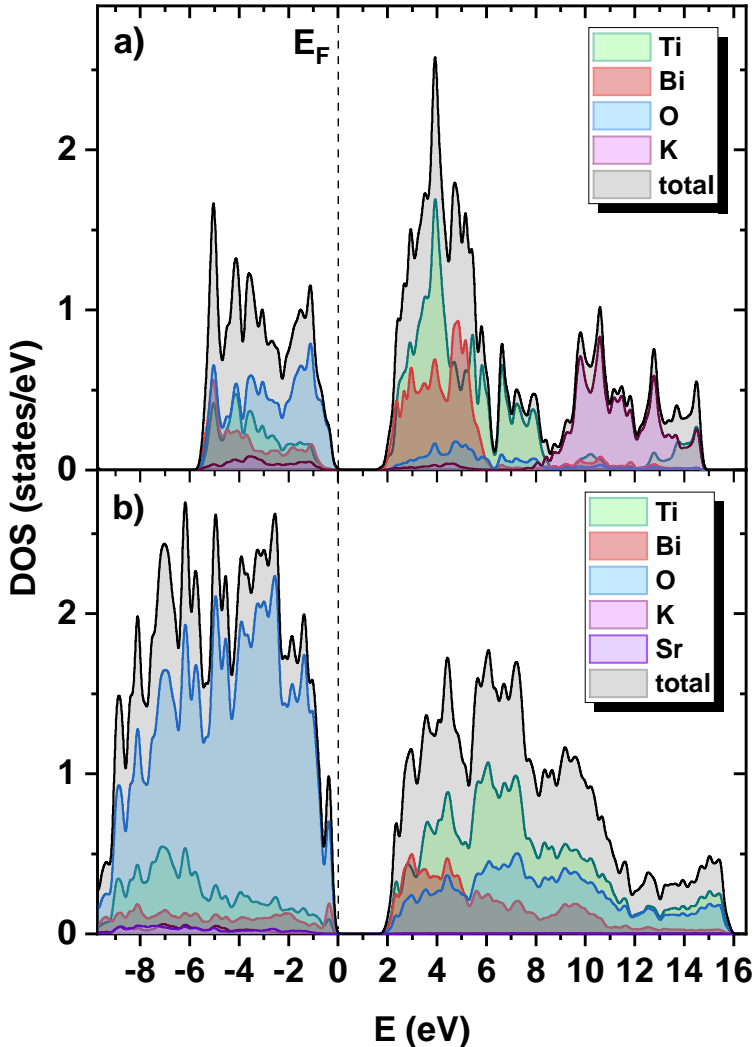 a)
E_F
Ti
Bi
O
K
total
2
1
0
b)
Ti
Bi
O
K
Sr
total
2
1
0
DOS (states/eV)
-8 -6 -4 -2 0 2 4 6 8 10 12 14 16
E (eV)